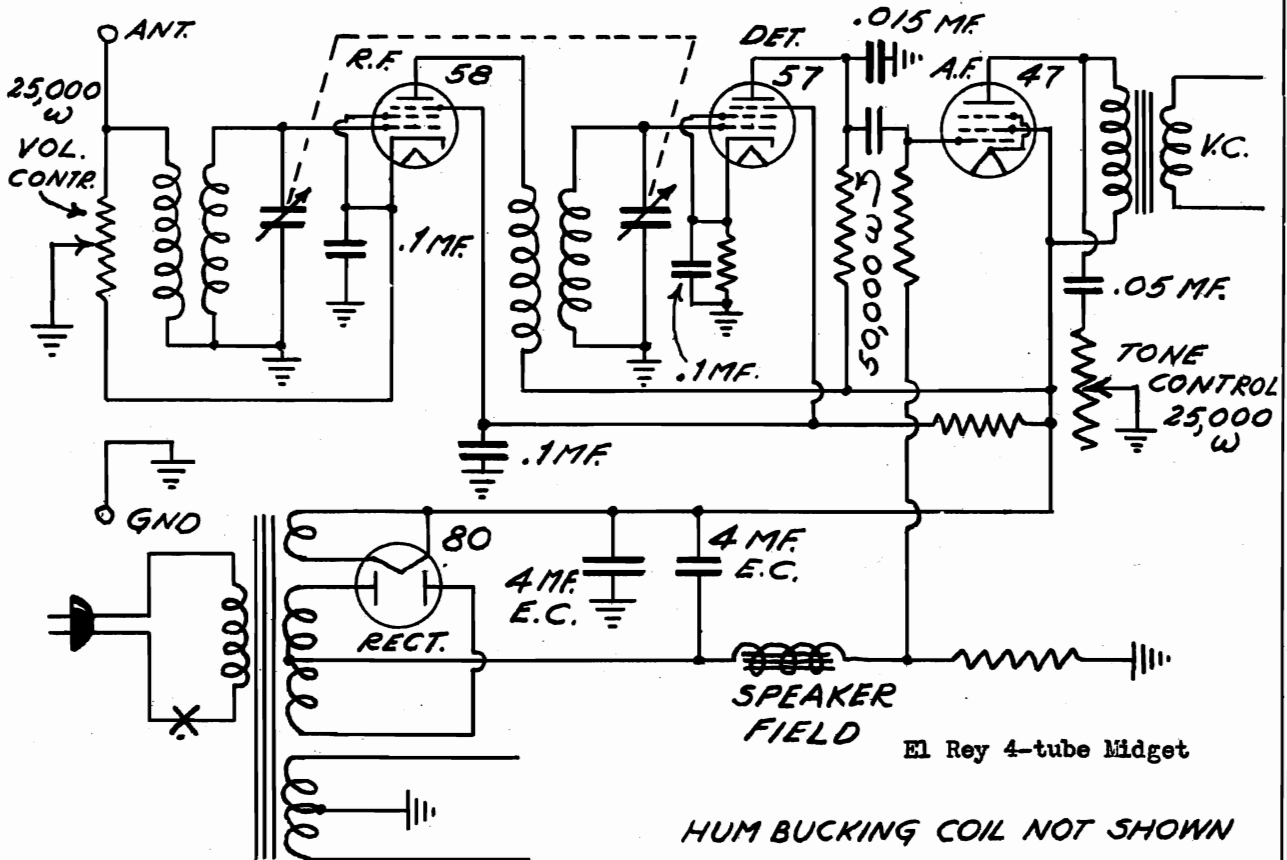 ANT.
25,000
ω
VOL.
CONTR.
R.F.
58
.1MF.
DET.
57
.015 MF.
A.F.
47
V.C.
50,000 ω
.1MF.
.05 MF.
TONE
CONTROL
25,000
ω
.1MF.
GND
80
RECT.
4 MF.
E.C.
4 MF.
E.C.
SPEAKER
FIELD
El Rey 4-tube Midget
HUM BUCKING COIL NOT SHOWN